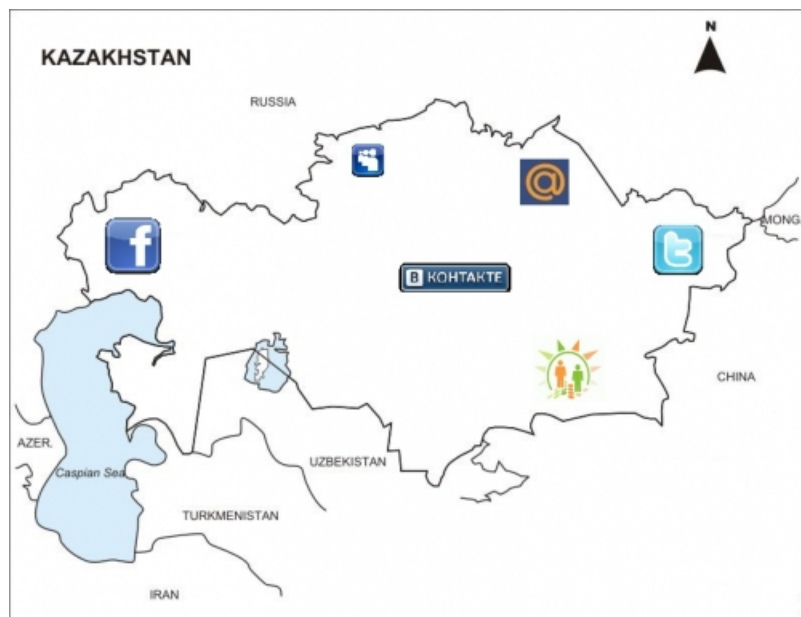 KAZAKHSTAN
N
RUSSIA
@
MONG
f
t
В КОНТАКТЕ
CHINA
AZER.
Caspian Sea
UZBEKISTAN
TURKMENISTAN
IRAN